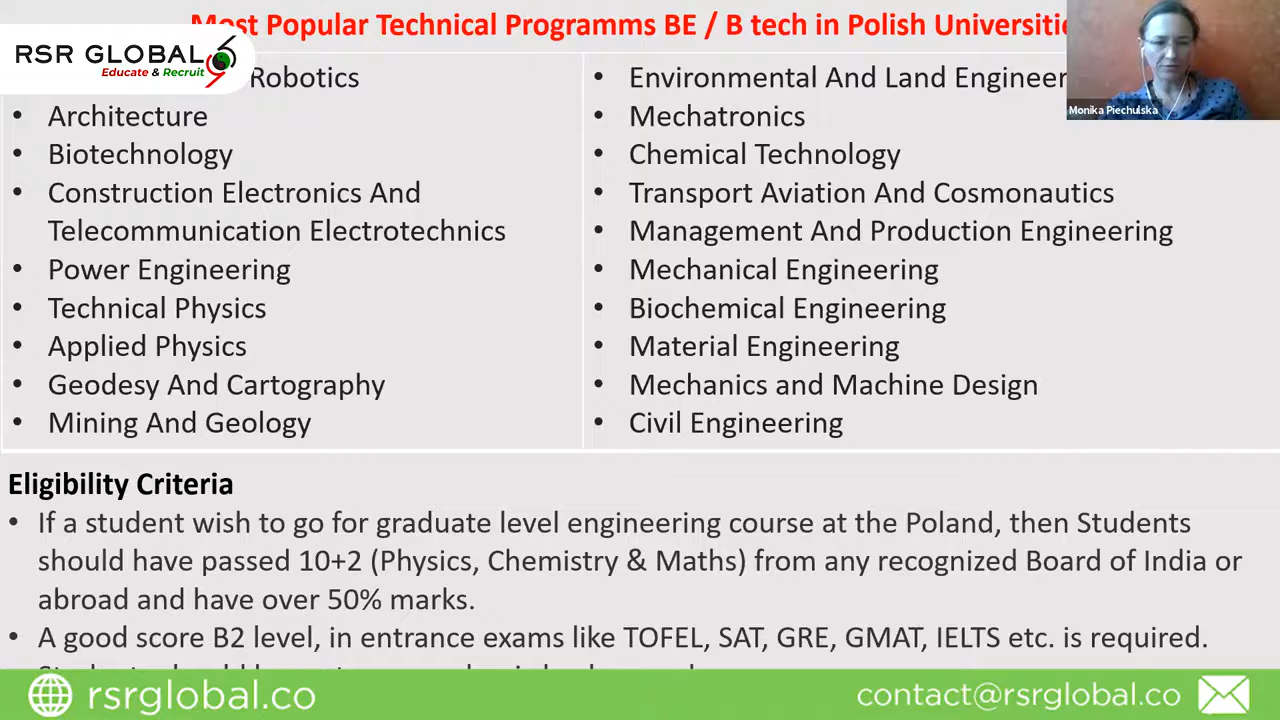 Most Popular Technical Programms BE / B tech in Polish
RSR GLOBAL
Educate & Recruit
Robotics
• Architecture
• Biotechnology
• Construction Electronics And
Telecommunication Electrotechnics
• Power Engineering
• Technical Physics
• Applied Physics
• Geodesy And Cartography
• Mining And Geology
• Environmental And Land
• Mechatronics
• Chemical Technology
• Transport Aviation And Cosmonautics
• Management And Production Engineering
• Mechanical Engineering
• Biochemical Engineering
• Material Engineering
• Mechanics and Machine Design
• Civil Engineering
Monika Piechulska
Eligibility Criteria
• If a student wish to go for graduate level engineering course at the Poland, then Students
should have passed 10+2 (Physics, Chemistry & Maths) from any recognized Board of India or
abroad and have over 50% marks.
• A good score B2 level, in entrance exams like TOFEL, SAT, GRE, GMAT, IELTS etc. is required.
rsrglobal.co
contact@rsrglobal.co